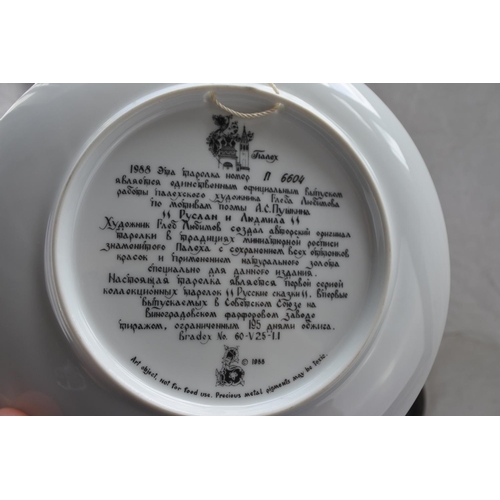 Палех
1988 Эта тарелка номер П 6604
является единственным официальным выпуском
работы палехского художника Глеба Любимова
по мотивам поэмы А.С.Пушкина
"Руслан и Людмила"
Художник Глеб Любимов создал авторский оригинал
тарелки в традициях миниатюрной росписи
знаменитого Палеха с сохранением всех оттенков
красок и применением натурального золота
специально для данного издания.
Настоящая тарелка является первой серией
коллекционных тарелок "Русские сказки", впервые
выпускаемых в Советском Союзе на
Виноградовском фарфоровом заводе
тиражом, ограниченным 195 днями обжига.
Bradex No. 60-V25-1.1
© 1988
Art object. Not for food use. Precious metal pigments may be toxic.